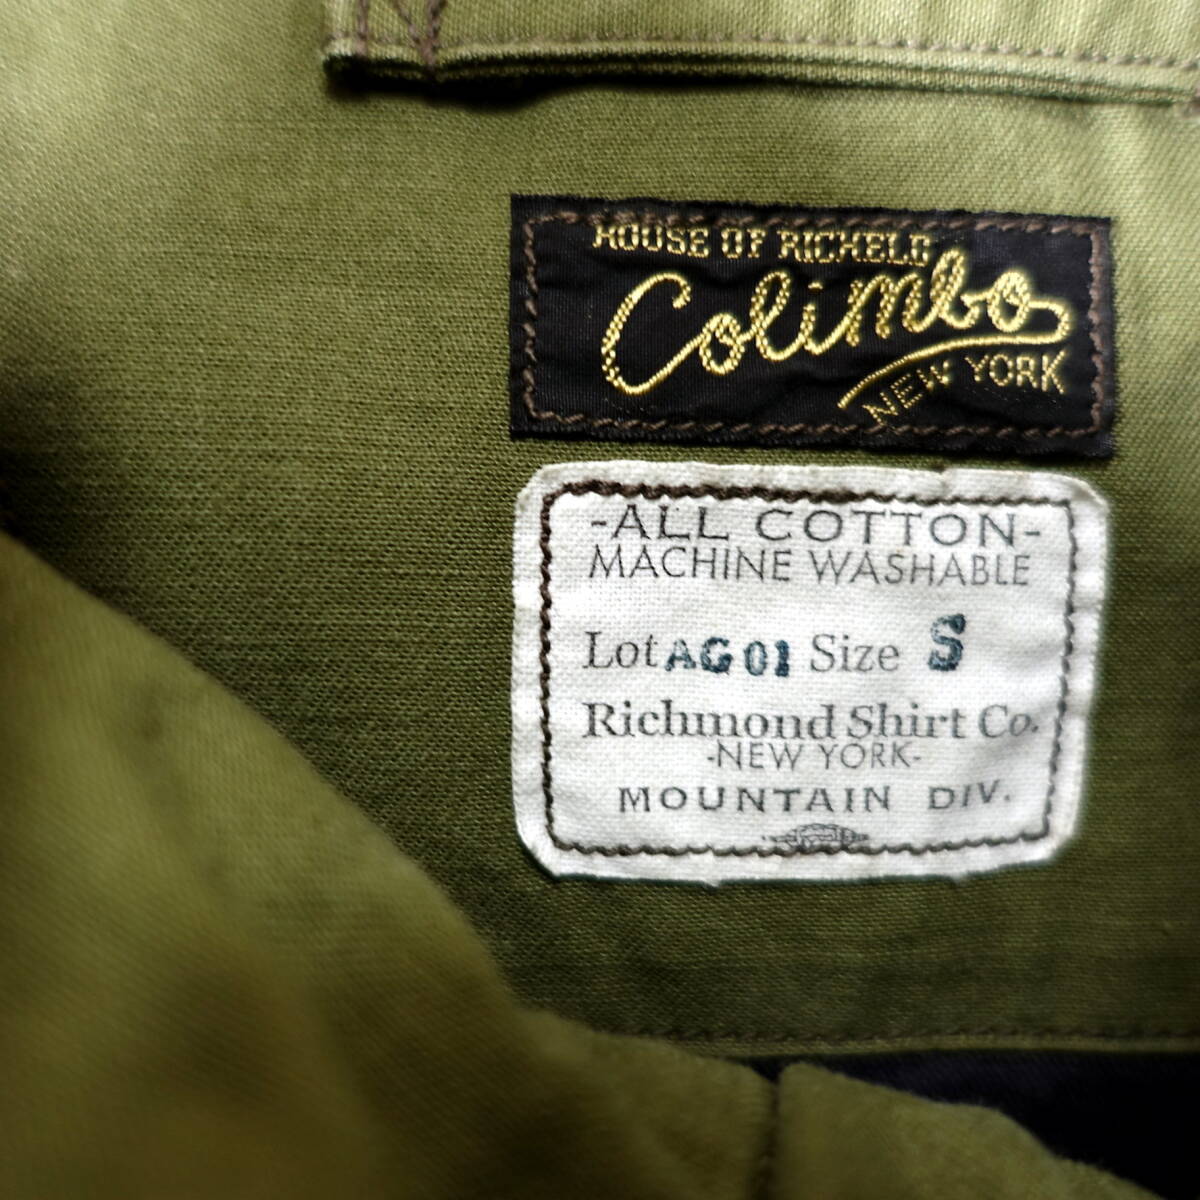 HOUSE OF RICHELD
Colimbo
NEW YORK
-ALL COTTON-
MACHINE WASHABLE
Lot AG01 Size S
Richmond Shirt Co.
-NEW YORK-
MOUNTAIN DIV.